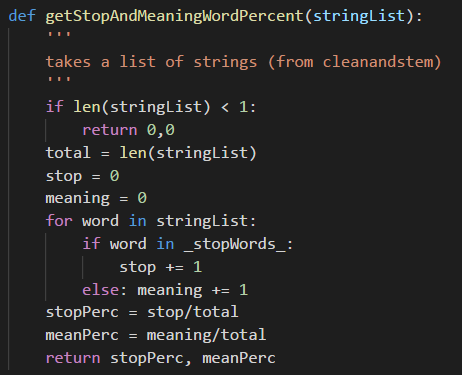 def getStopAndMeaningWordPercent(stringList):
    '''
    takes a list of strings (from cleanandstem)
    '''
    if len(stringList) < 1:
        return 0,0
    total = len(stringList)
    stop = 0
    meaning = 0
    for word in stringList:
        if word in _stopWords_:
            stop += 1
        else: meaning += 1
    stopPerc = stop/total
    meanPerc = meaning/total
    return stopPerc, meanPerc